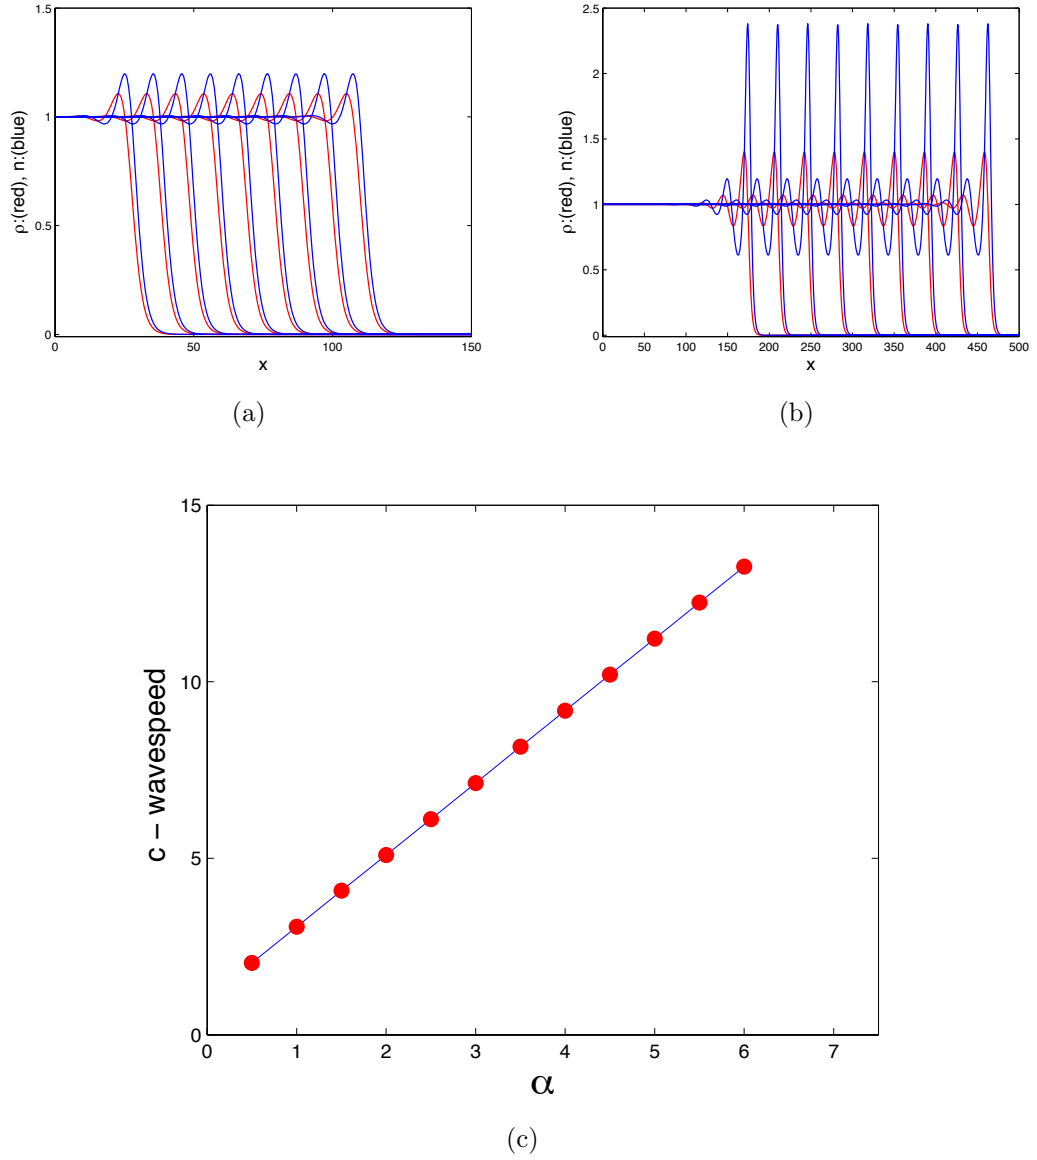 1.5
1
0.5
0
0 50 100 150
x
ρ:(red), n:(blue)
(a)
2.5
2
1.5
1
0.5
0
0 50 100 150 200 250 300 350 400 450 500
x
ρ:(red), n:(blue)
(b)
15
10
5
0
0 1 2 3 4 5 6 7
α
c – wavespeed
(c)